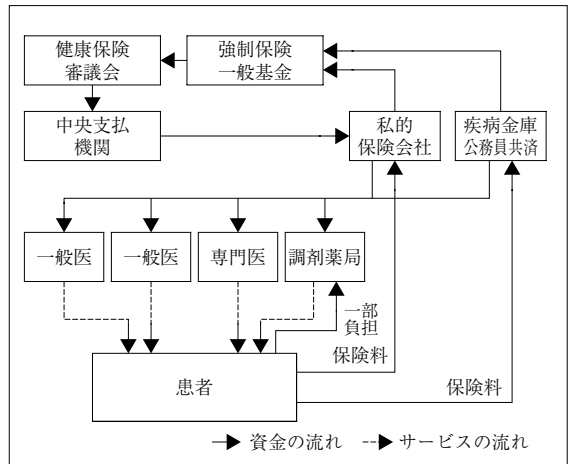 健康保険
審議会
強制保険
一般基金
中央支払
機関
私的
保険会社
疾病金庫
公務員共済
一般医
一般医
専門医
調剤薬局
一部
負担
保険料
保険料
患者
資金の流れ
サービスの流れ